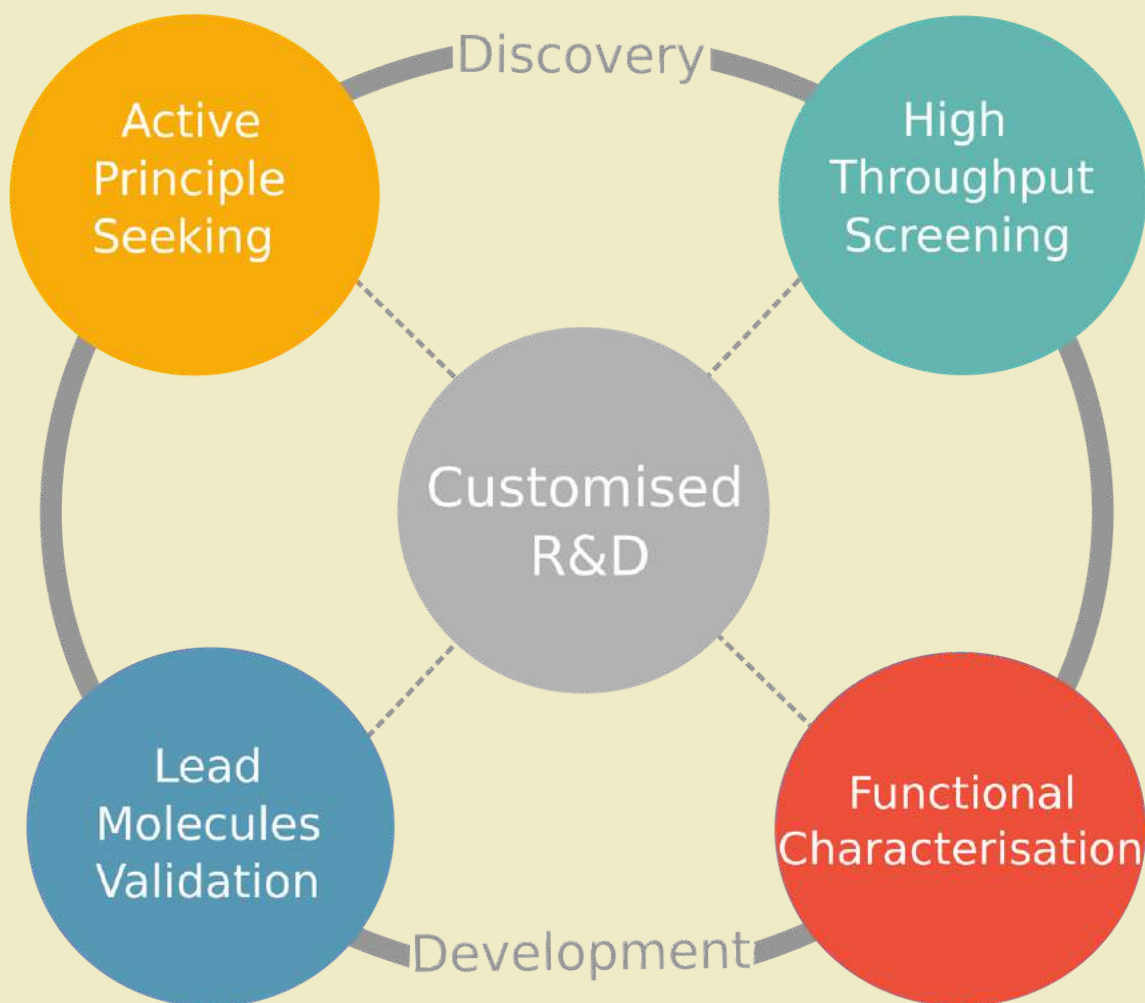 Discovery
Active
Principle
Seeking
High
Throughput
Screening
Customised
R&D
Lead
Molecules
Validation
Functional
Characterisation
Development